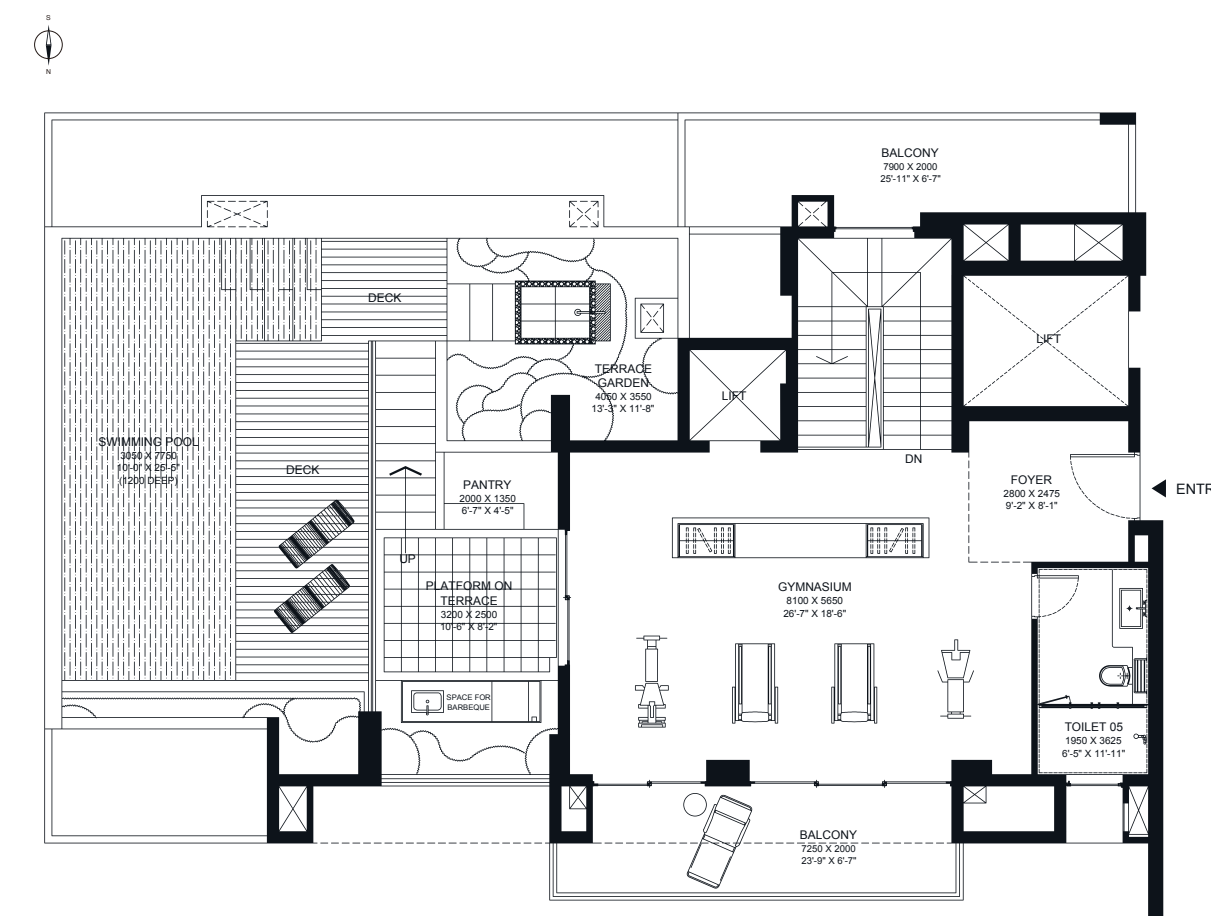 S
N
BALCONY
7900 X 2000
25'-11" X 6'-7"
DECK
LIFT
TERRACE
GARDEN
4050 X 3550
13'-3" X 11'-8"
LIFT
SWIMMING POOL
3050 X 7750
10'-0" X 25'-5"
(1200 DEEP)
DECK
DN
PANTRY
2000 X 1350
6'-7" X 4'-5"
FOYER
2800 X 2475
9'-2" X 8'-1"
ENTR
UP
PLATFORM ON
TERRACE
3200 X 2500
10'-6" X 8'-2"
GYMNASIUM
8100 X 5650
26'-7" X 18'-6"
SPACE FOR
BARBEQUE
TOILET 05
1950 X 3625
6'-5" X 11'-11"
BALCONY
7250 X 2000
23'-9" X 6'-7"